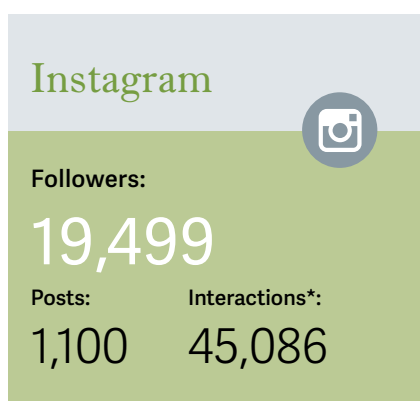 Instagram
Followers:
19,499
Posts: Interactions*:
1,100 45,086